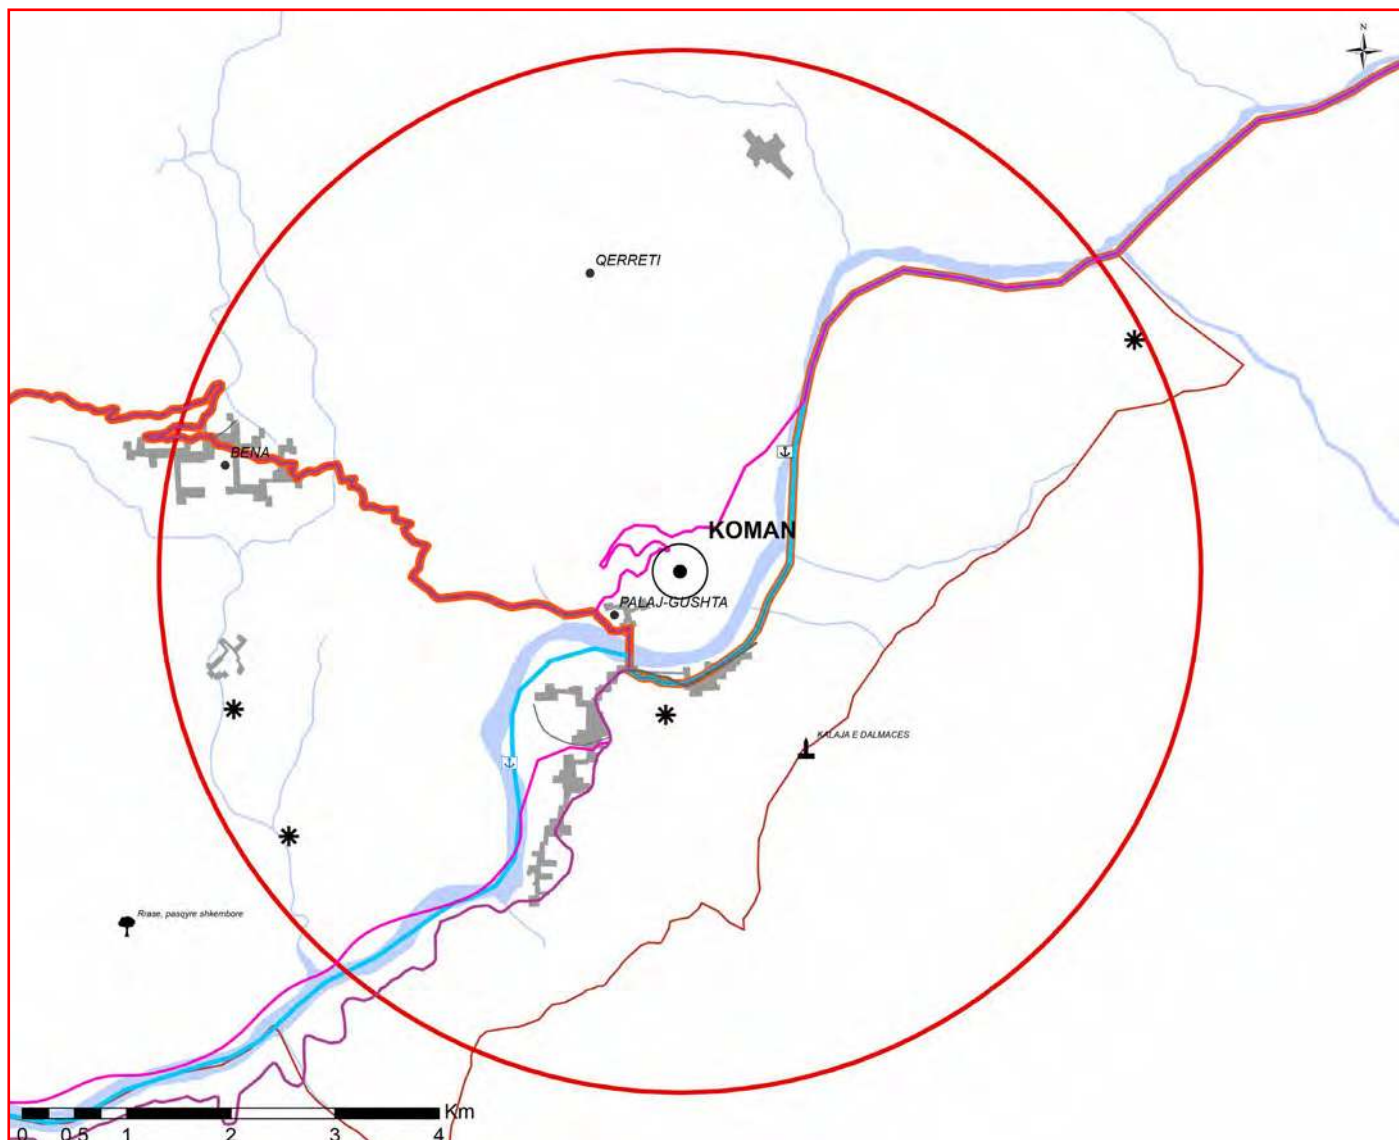 N
QERRETI
BENA
KOMAN
PALAJ-GUSHTA
KALAJA E DALMACES
Rrase, pasqyre shkembore
Km
0 0.5 1 2 3 4